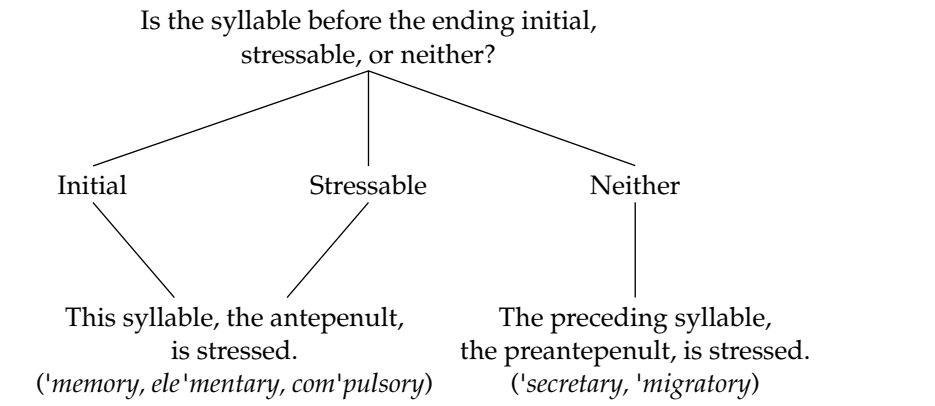 Is the syllable before the ending initial,
stressable, or neither?
Initial
Stressable
Neither
This syllable, the antepenult,
is stressed.
('memory, ele'mentary, com'pulsory)
The preceding syllable,
the preantepenult, is stressed.
('secretary, 'migratory)